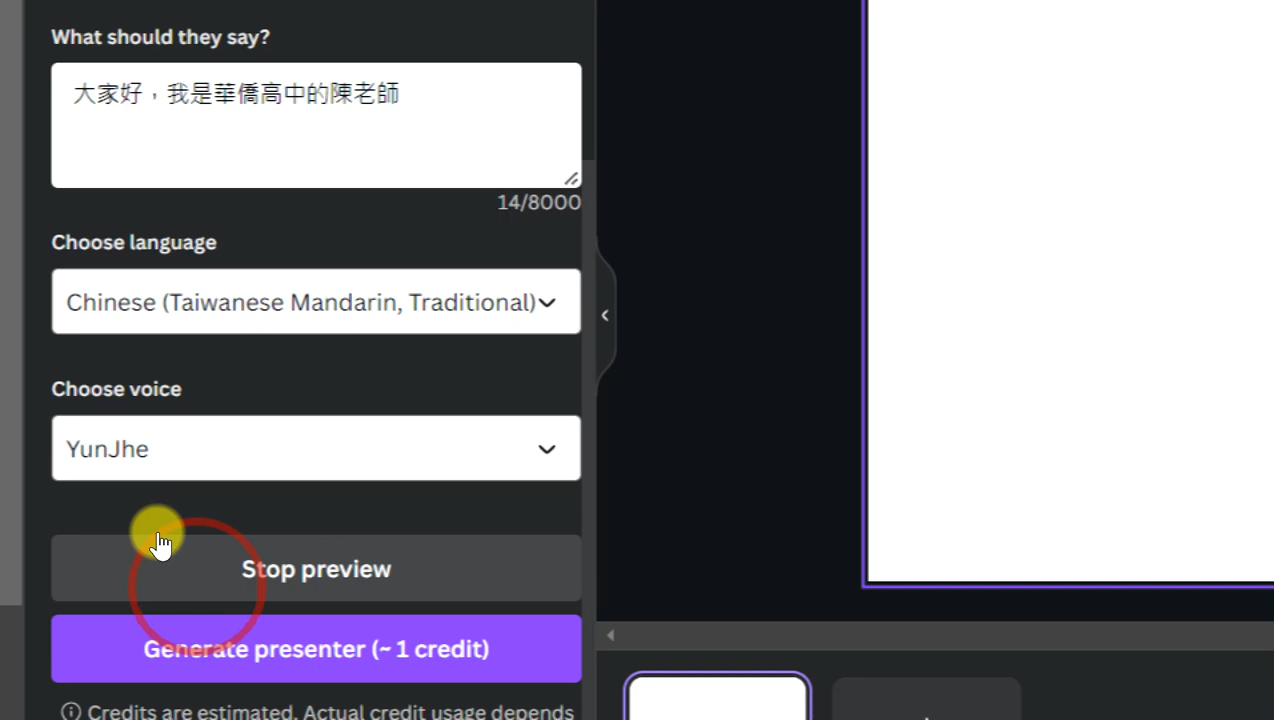 What should they say?
大家好，我是華僑高中的陳老師
14/8000
Choose language
Chinese (Taiwanese Mandarin, Traditional)
Choose voice
YunJhe
Stop preview
Generate presenter (~ 1 credit)
Credits are estimated. Actual credit usage depends